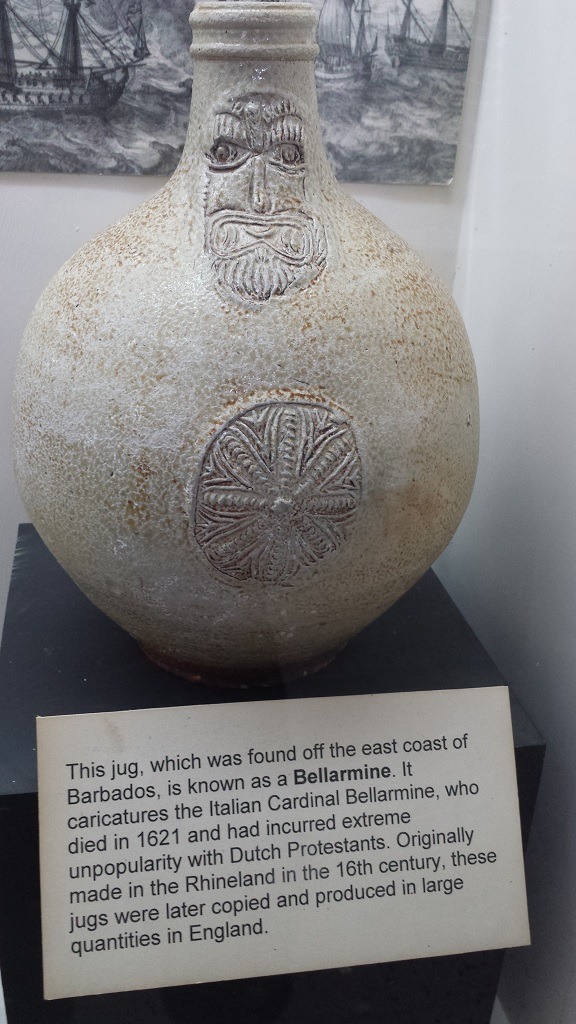 This jug, which was found off the east coast of
Barbados, is known as a Bellarmine. It
caricatures the Italian Cardinal Bellarmine, who
died in 1621 and had incurred extreme
unpopularity with Dutch Protestants. Originally
made in the Rhineland in the 16th century, these
jugs were later copied and produced in large
quantities in England.